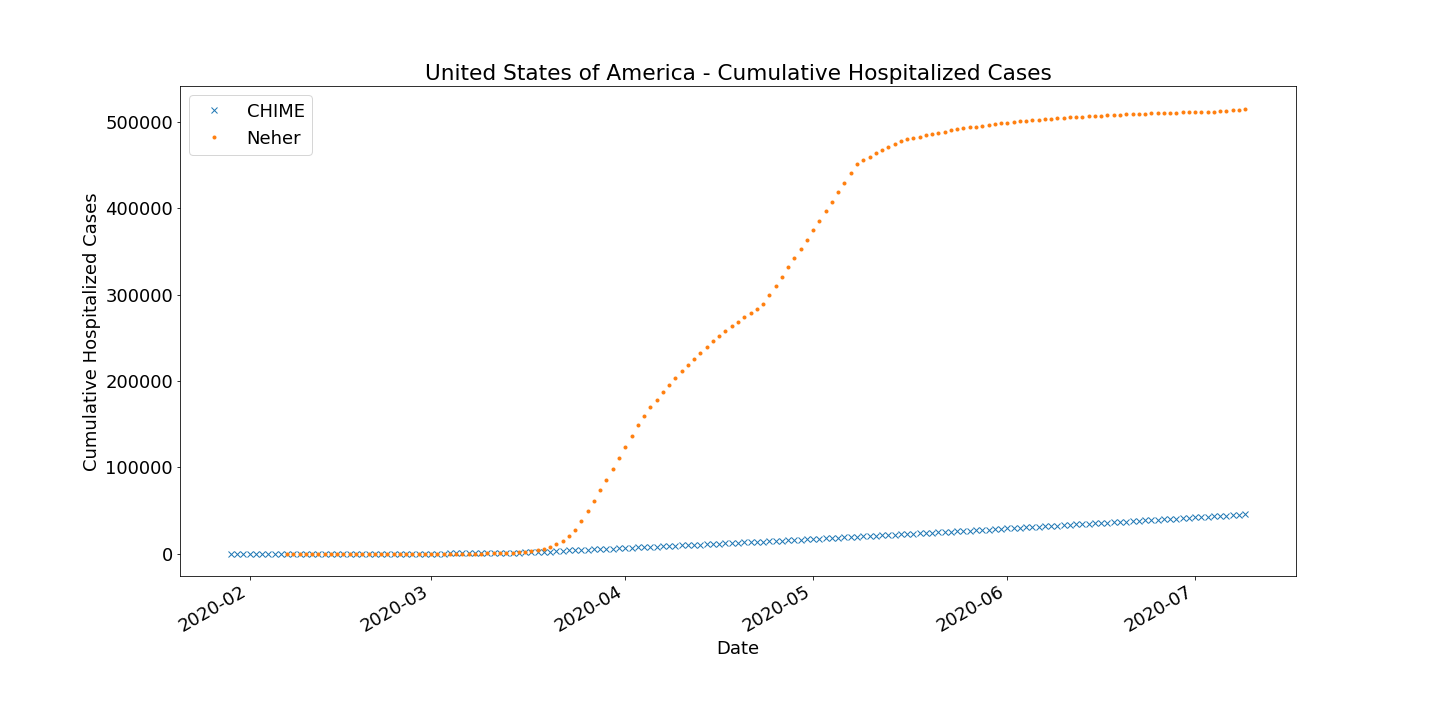 United States of America - Cumulative Hospitalized Cases
CHIME
Neher
Cumulative Hospitalized Cases
500000
400000
300000
200000
100000
0
2020-02
2020-03
2020-04
2020-05
2020-06
2020-07
Date